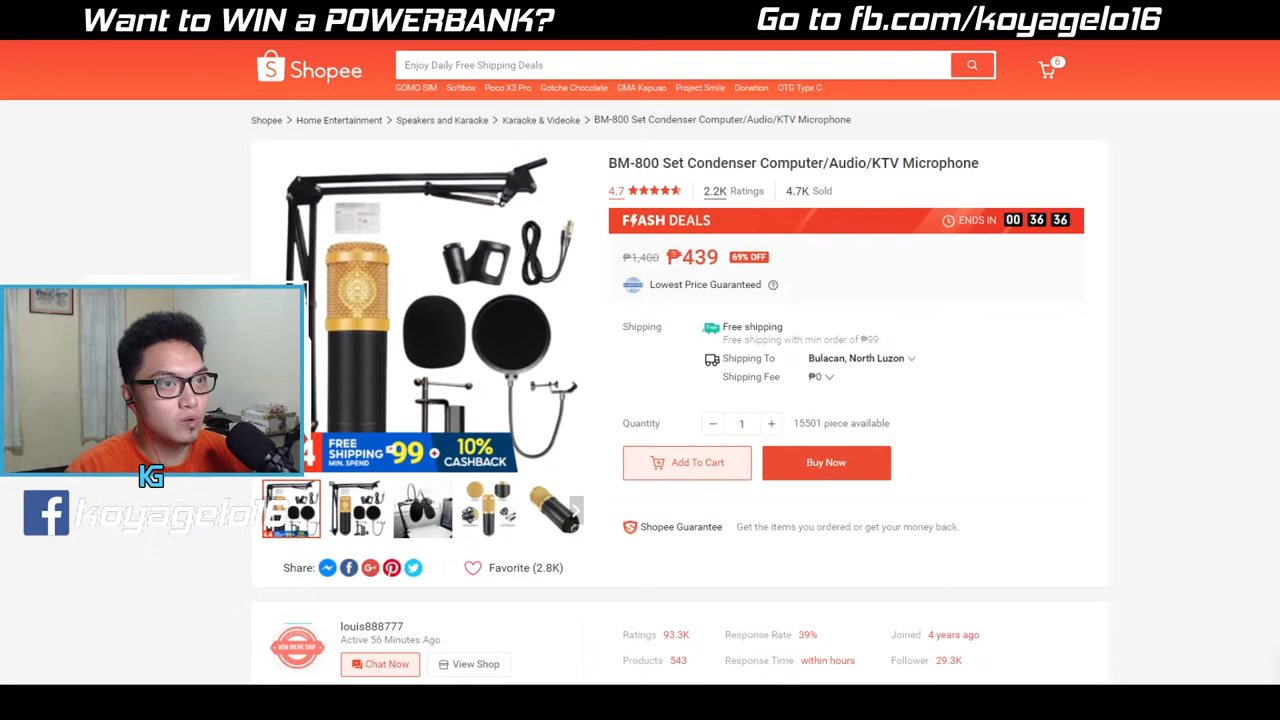 Want to WIN a POWERBANK?
Go to fb.com/koyagelo16
Shopee
Enjoy Daily Free Shipping Deals
6
GOMO SIM Softbox Poco X3 Pro Gotcha Chocolate GMA Kapuso Project Smile Donation OTG Type C
Shopee > Home Entertainment > Speakers and Karaoke > Karaoke & Videoke > BM-800 Set Condenser Computer/Audio/KTV Microphone
BM-800 Set Condenser Computer/Audio/KTV Microphone
4.7
2.2K Ratings
4.7K Sold
FLASH DEALS
ENDS IN 00 36 36
₱1,400 ₱439 69% OFF
Lowest Price Guaranteed
Shipping
Free shipping
Free shipping with min order of ₱99
Shipping To Bulacan, North Luzon
Shipping Fee ₱0
Quantity
1
15501 piece available
Add To Cart
Buy Now
Shopee Guarantee Get the items you ordered or get your money back.
4
FREE SHIPPING MIN. SPEND
99 +
10% CASHBACK
KG
koyagelo16
Share:
Favorite (2.8K)
louis888777
Active 56 Minutes Ago
Chat Now
View Shop
Ratings 93.3K Response Rate 39% Joined 4 years ago
Products 543 Response Time within hours Follower 29.3K